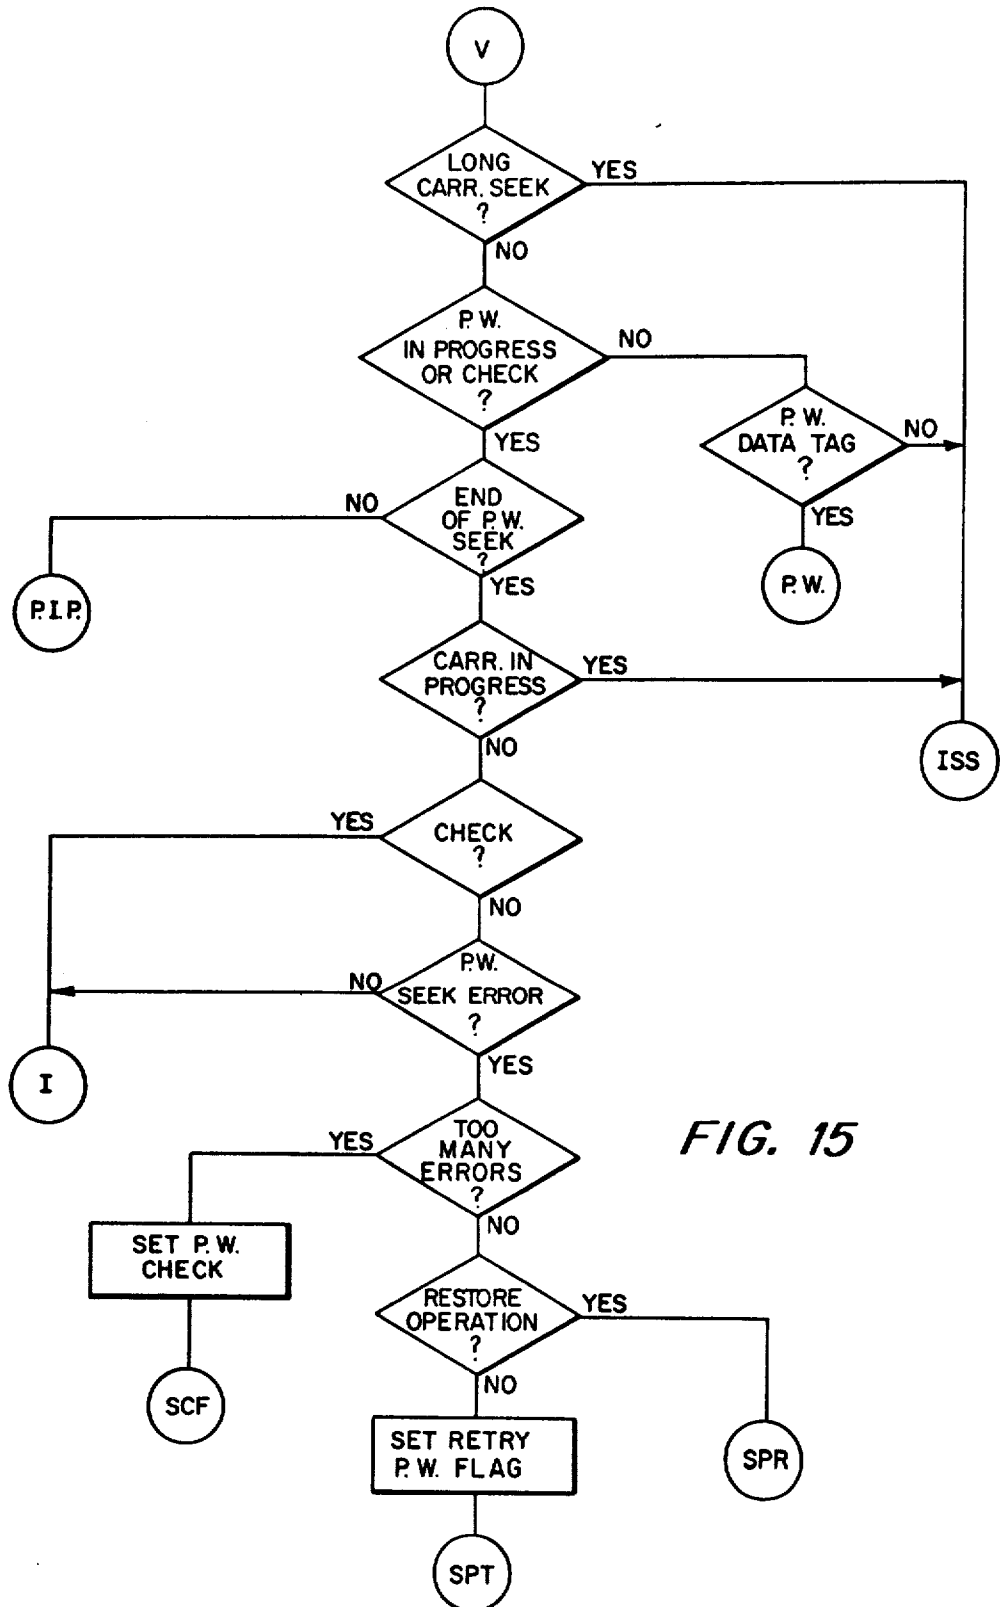 V
LONG
CARR. SEEK
?
YES
NO
P.W.
IN PROGRESS
OR CHECK
?
NO
YES
P.W.
DATA TAG
?
NO
YES
P.W.
END
OF P.W.
SEEK
?
NO
YES
P.I.P.
CARR. IN
PROGRESS
?
YES
NO
ISS
CHECK
?
YES
NO
P.W.
SEEK ERROR
?
NO
YES
I
TOO
MANY
ERRORS
?
YES
NO
FIG. 15
SET P.W.
CHECK
SCF
RESTORE
OPERATION
?
YES
NO
SET RETRY
P.W. FLAG
SPR
SPT